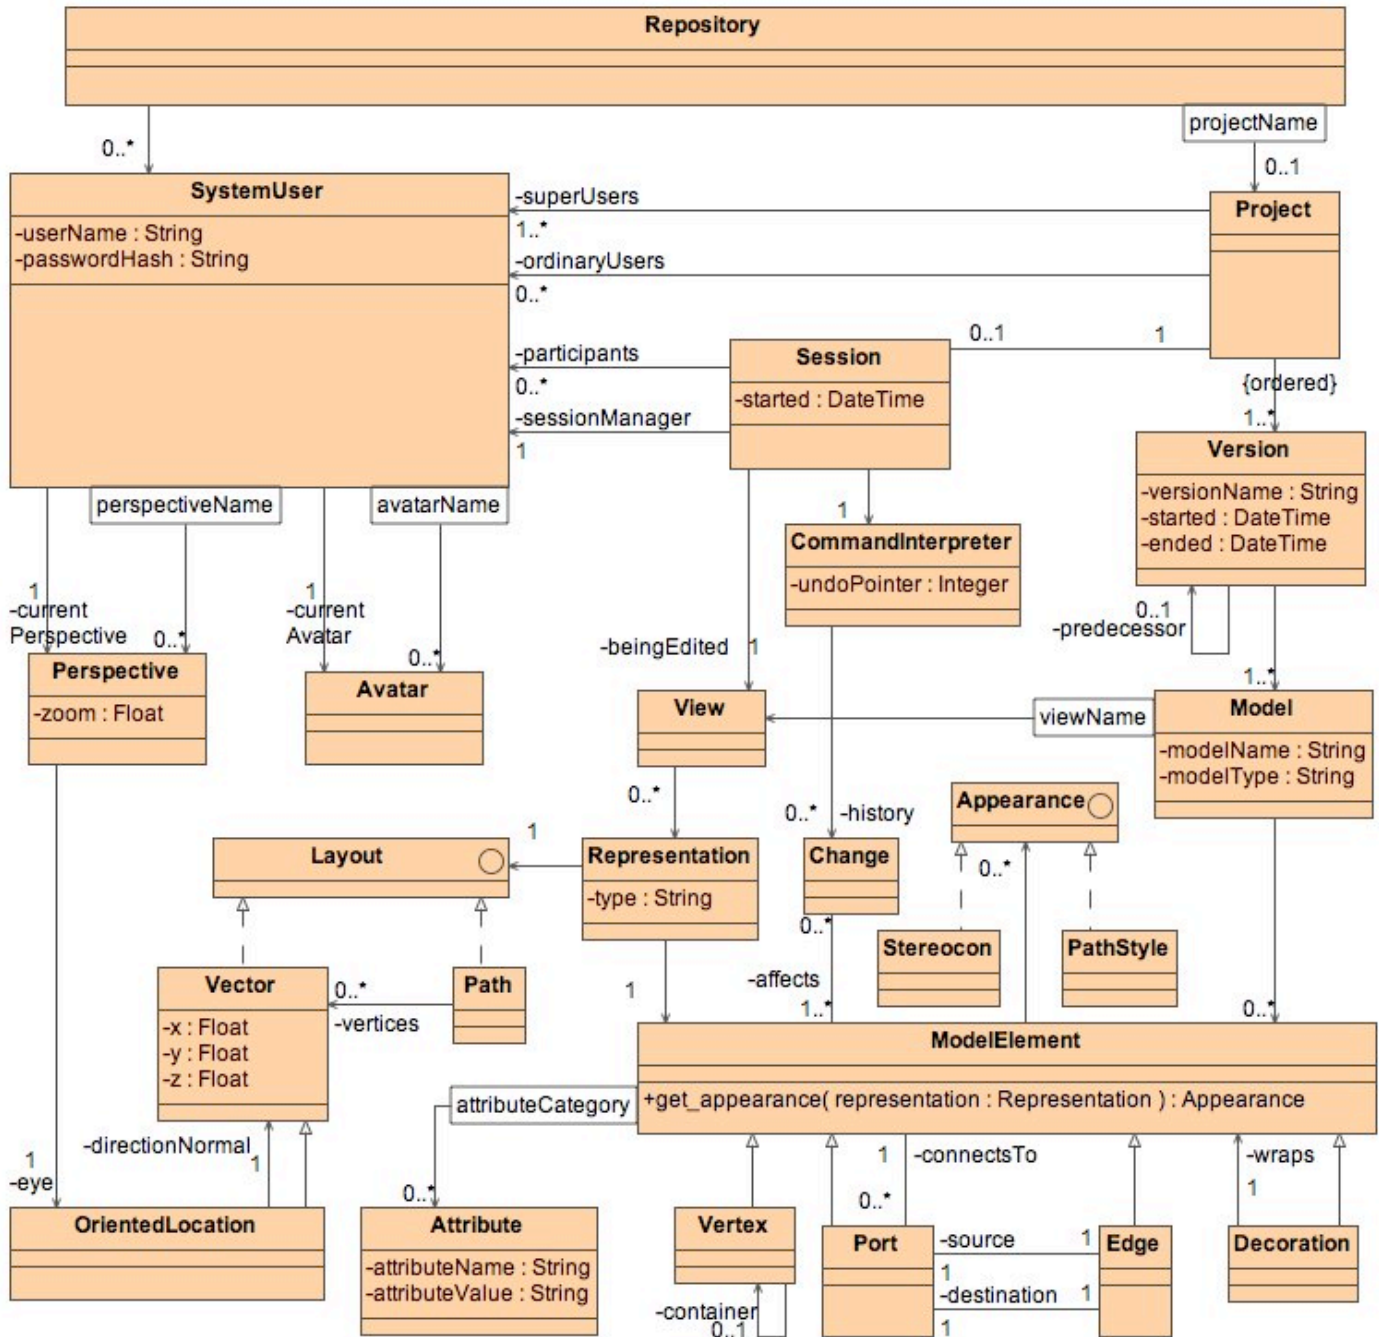 Repository
projectName
0..*
0..1
SystemUser
-userName : String
-passwordHash : String
-superUsers
1..*
-ordinaryUsers
0..*
Project
0..1
1
-participants
0..*
-sessionManager
1
Session
-started : DateTime
{ordered}
1..*
Version
-versionName : String
-started : DateTime
-ended : DateTime
perspectiveName
avatarName
1
CommandInterpreter
-undoPointer : Integer
1
-current
Perspective
0..*
1
-current
Avatar
0..*
-beingEdited
1
0..1
-predecessor
1..*
Perspective
-zoom : Float
Avatar
View
viewName
Model
-modelName : String
-modelType : String
0..*
0..*
-history
Appearance
0..*
Layout
1
Representation
-type : String
Change
0..*
Stereocon
PathStyle
Vector
-x : Float
-y : Float
-z : Float
0..*
-vertices
Path
1
-affects
1..*
0..*
ModelElement
+get_appearance( representation : Representation ) : Appearance
attributeCategory
-directionNormal
1
1
-eye
0..*
1
-connectsTo
0..*
-wraps
1
OrientedLocation
Attribute
-attributeName : String
-attributeValue : String
Vertex
-container
0..1
Port
-source
1
1
-destination
1
1
Edge
Decoration